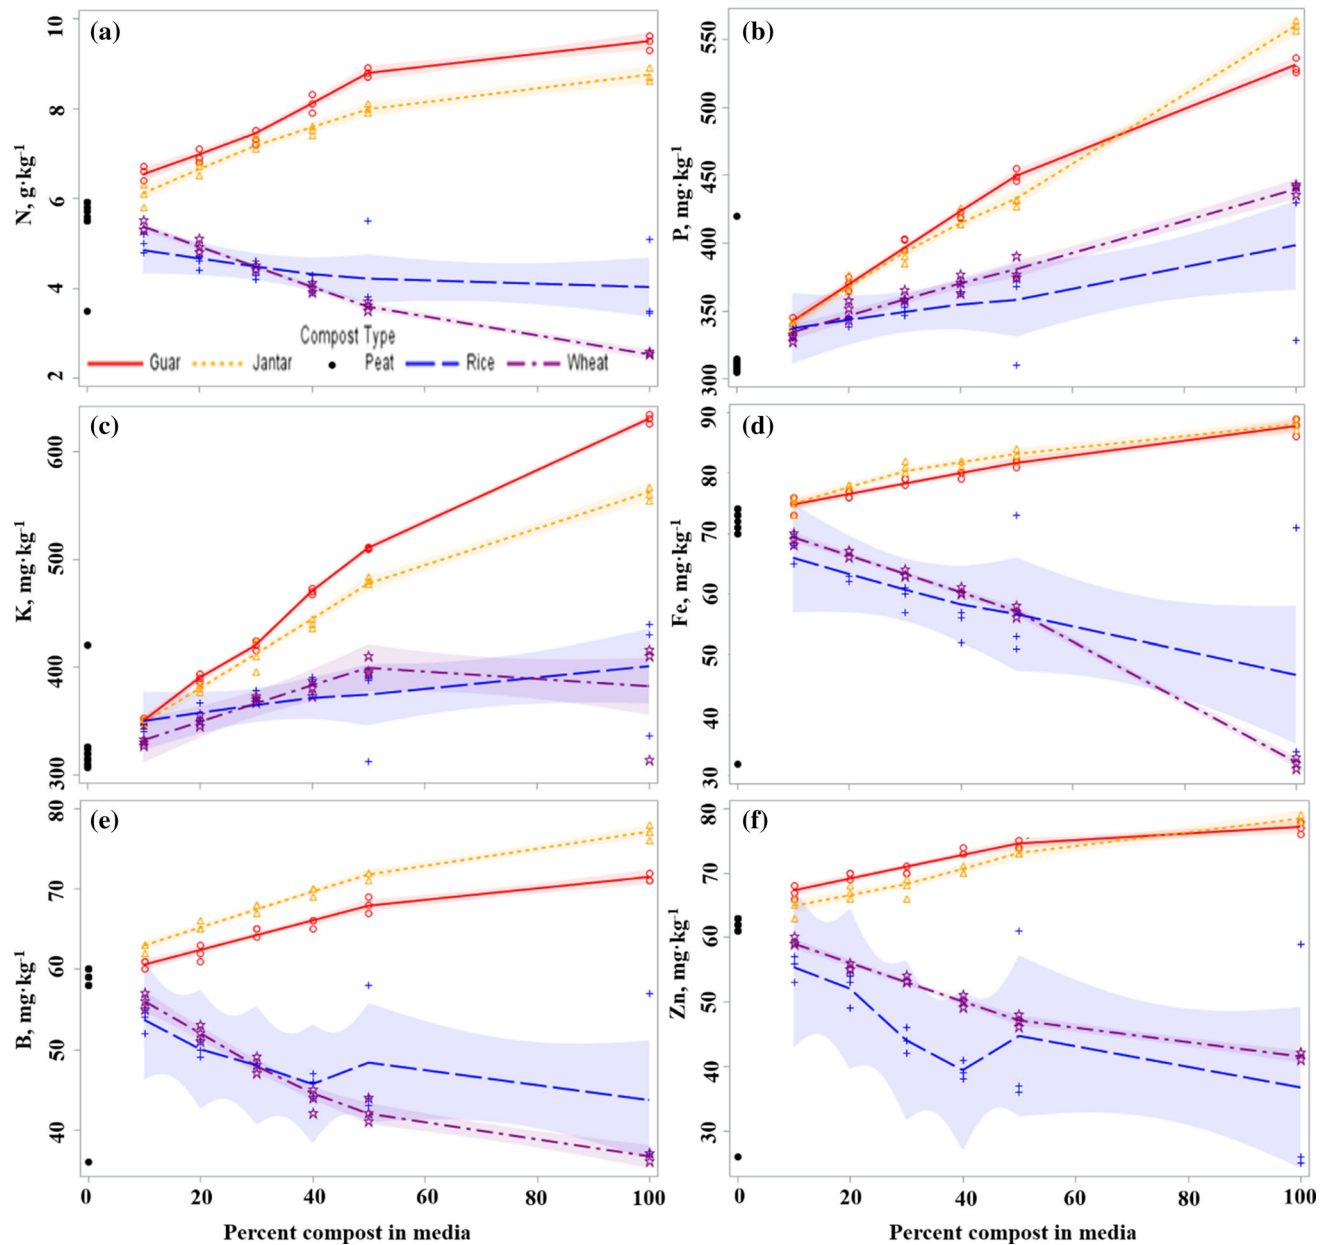 (a)
N, g·kg⁻¹
10
8
6
4
2
Compost Type
Guar Jantar Peat Rice Wheat
(b)
P, mg·kg⁻¹
550
500
450
400
350
300
(c)
K, mg·kg⁻¹
600
500
400
300
(d)
Fe, mg·kg⁻¹
90
80
70
60
50
40
30
(e)
B, mg·kg⁻¹
80
70
60
50
40
0 20 40 60 80 100
Percent compost in media
(f)
Zn, mg·kg⁻¹
80
70
60
50
40
30
0 20 40 60 80 100
Percent compost in media